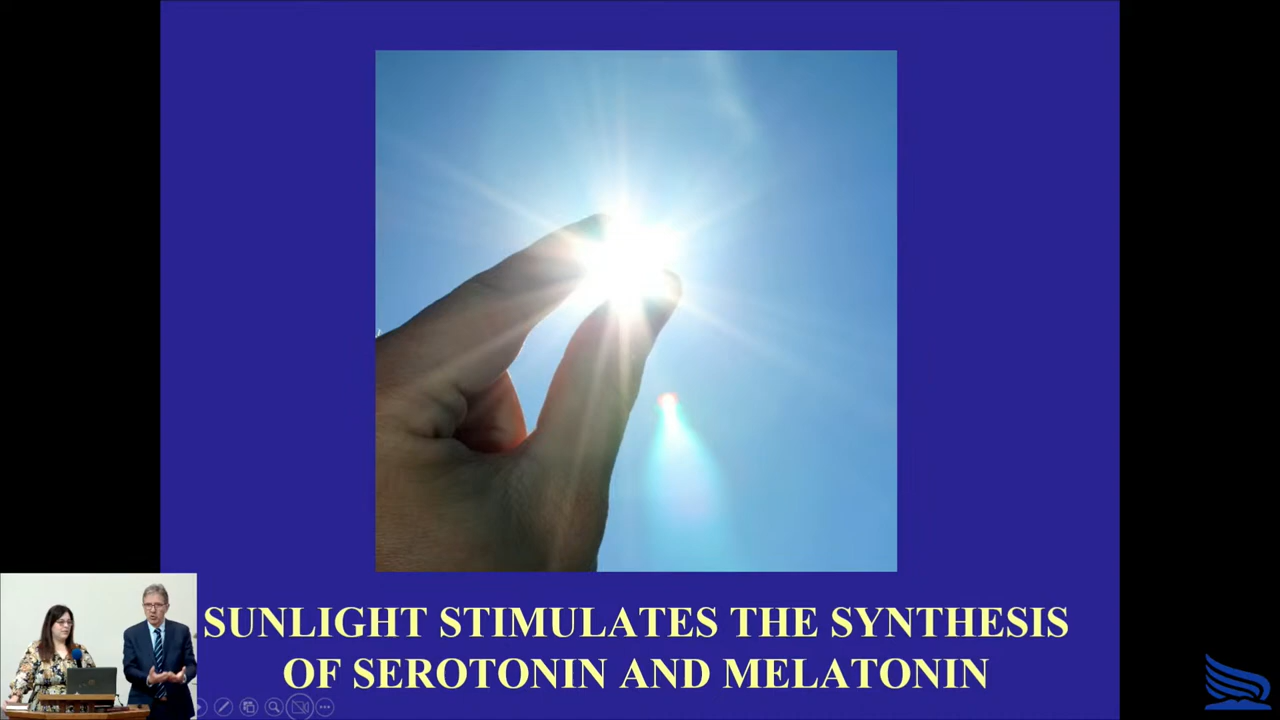 SUNLIGHT STIMULATES THE SYNTHESIS
OF SEROTONIN AND MELATONIN